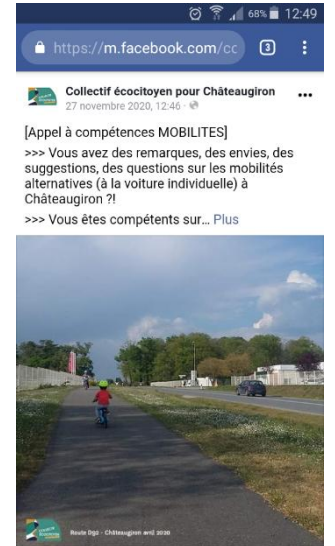 68% 12:49
https://m.facebook.com/cc 3
Collectif écocitoyen pour Châteaugiron
27 novembre 2020, 12:46
[Appel à compétences MOBILITES]
>>> Vous avez des remarques, des envies, des
suggestions, des questions sur les mobilités
alternatives (à la voiture individuelle) à
Châteaugiron ?!
>>> Vous êtes compétents sur... Plus
Route D92 - Châteaugiron avril 2020